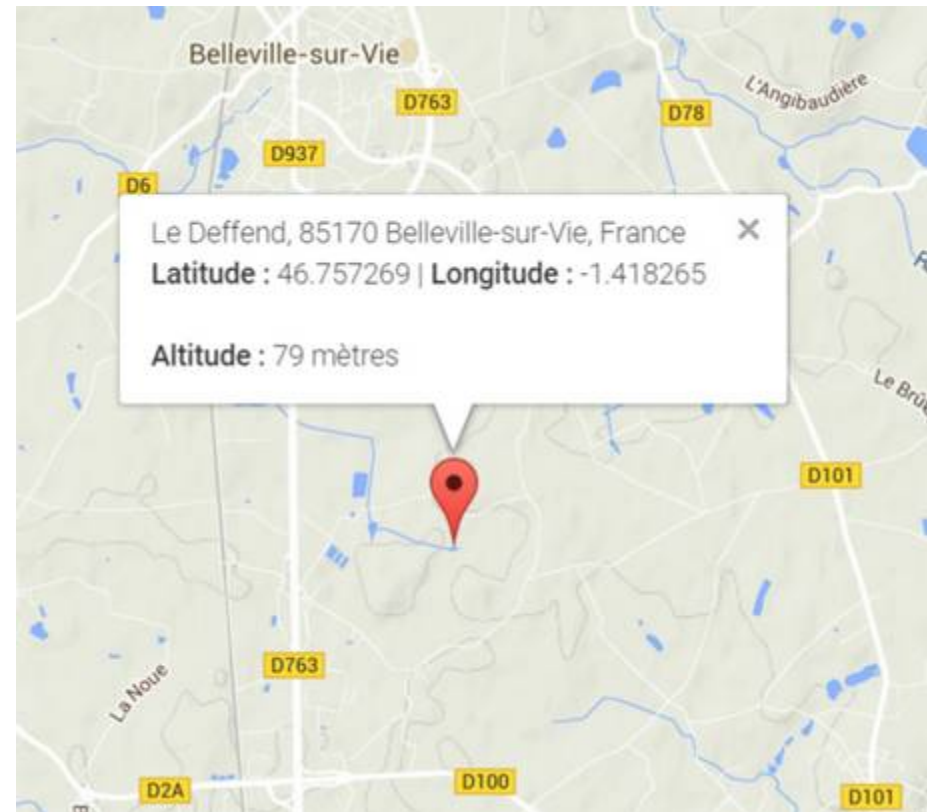 Belleville-sur-Vie
D763
D78
L'Angibaudière
D937
D6
Le Deffend, 85170 Belleville-sur-Vie, France
Latitude : 46.757269 | Longitude : -1.418265
Altitude : 79 mètres
D101
D763
La Noue
D2A
D100
D101